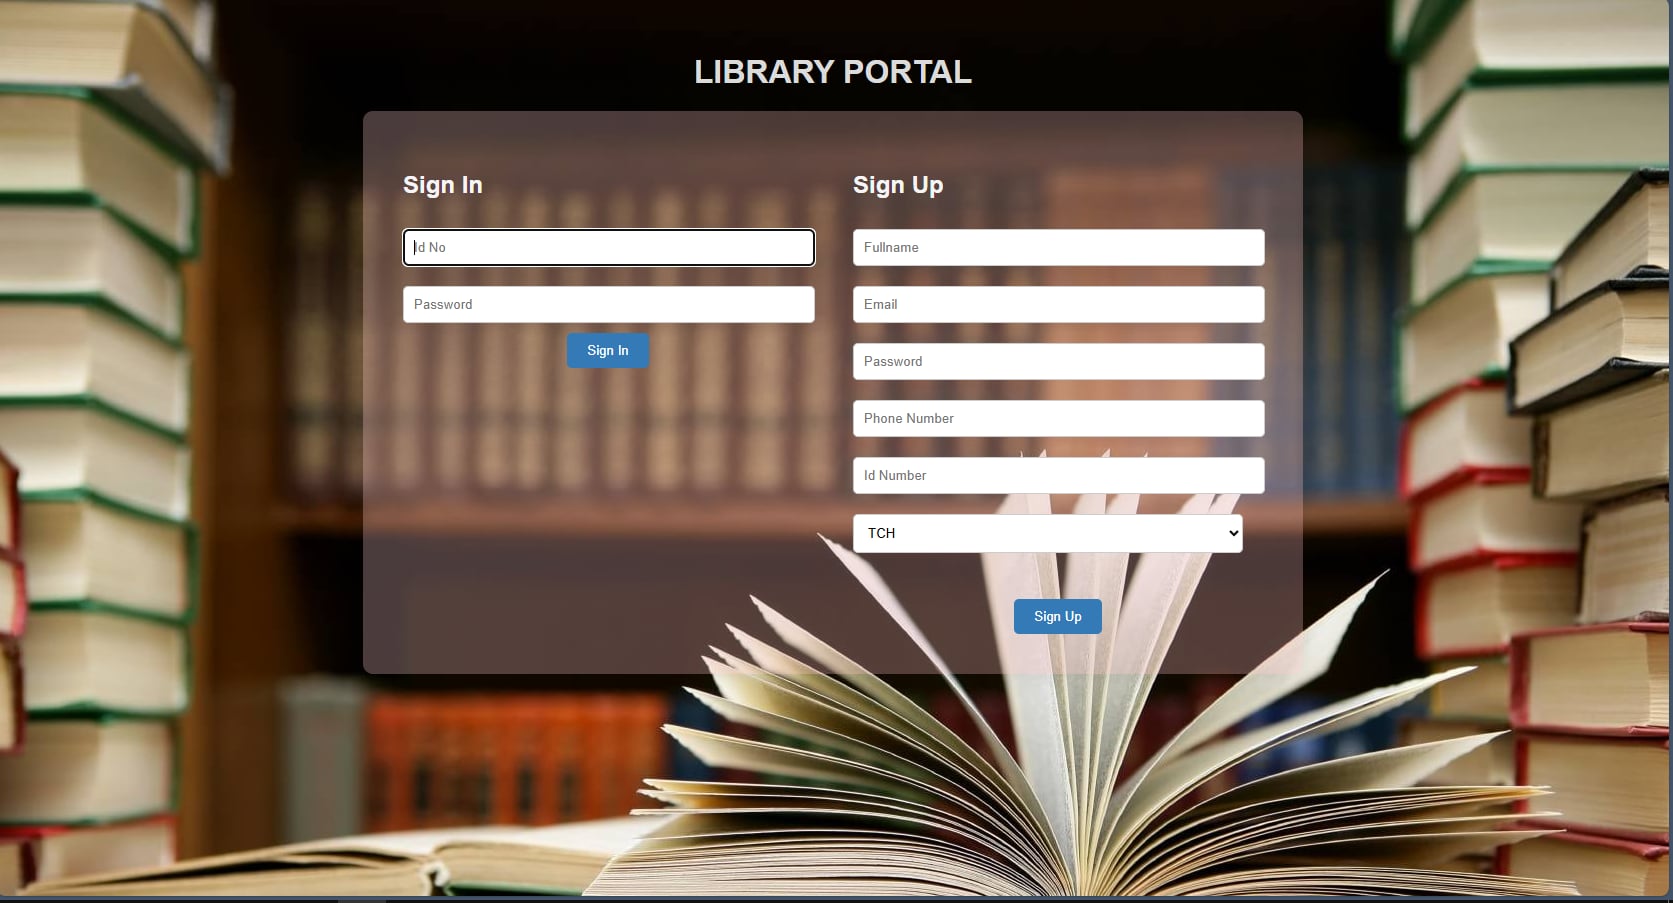 LIBRARY PORTAL
Sign In
Id No
Password
Sign In
Sign Up
Fullname
Email
Password
Phone Number
Id Number
TCH
Sign Up